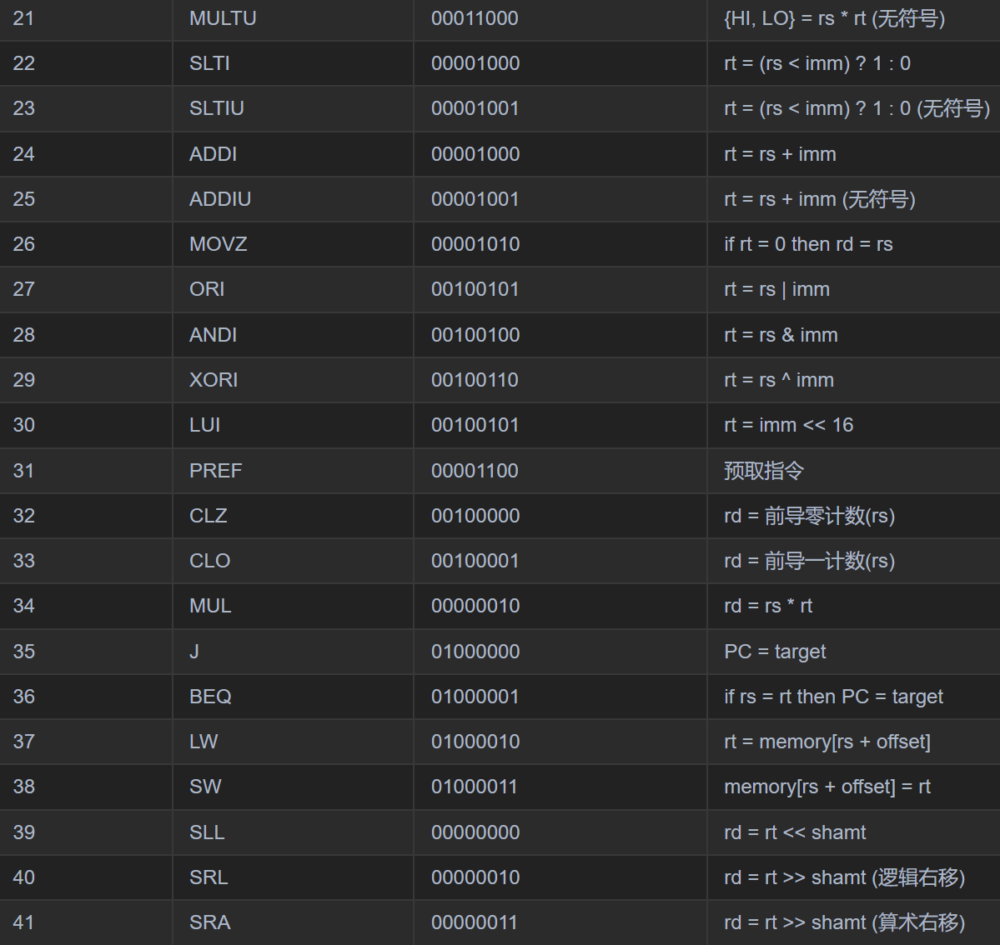 21 MULTU 00011000 {HI, LO} = rs * rt (无符号)
22 SLTI 00001000 rt = (rs < imm) ? 1 : 0
23 SLTIU 00001001 rt = (rs < imm) ? 1 : 0 (无符号)
24 ADDI 00001000 rt = rs + imm
25 ADDIU 00001001 rt = rs + imm (无符号)
26 MOVZ 00001010 if rt = 0 then rd = rs
27 ORI 00100101 rt = rs | imm
28 ANDI 00100100 rt = rs & imm
29 XORI 00100110 rt = rs ^ imm
30 LUI 00100101 rt = imm << 16
31 PREF 00001100 预取指令
32 CLZ 00100000 rd = 前导零计数(rs)
33 CLO 00100001 rd = 前导一计数(rs)
34 MUL 00000010 rd = rs * rt
35 J 01000000 PC = target
36 BEQ 01000001 if rs = rt then PC = target
37 LW 01000010 rt = memory[rs + offset]
38 SW 01000011 memory[rs + offset] = rt
39 SLL 00000000 rd = rt << shamt
40 SRL 00000010 rd = rt >> shamt (逻辑右移)
41 SRA 00000011 rd = rt >> shamt (算术右移)